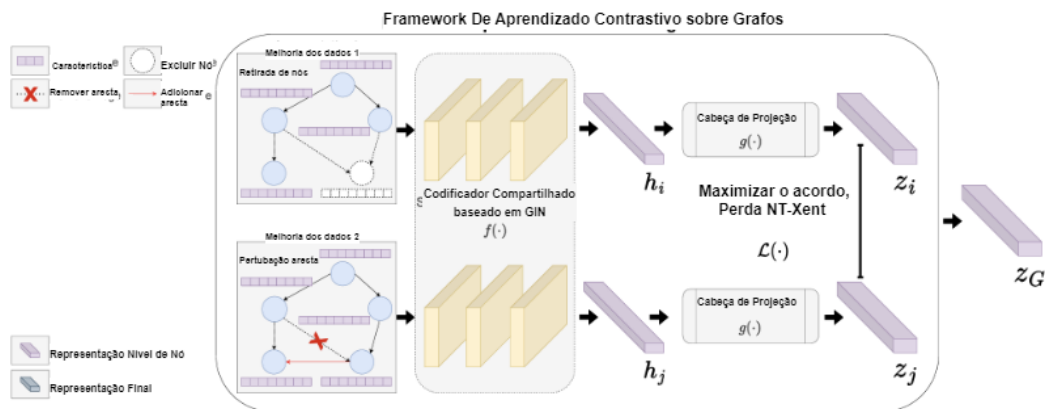 Framework De Aprendizado Contrastivo sobre Grafos
Característica
Excluir Nó
Remover aresta
Adicionar
aresta
Melhoria dos dados 1
Retirada de nós
Codificador Compartilhado
baseado em GIN
f(·)
h_i
Cabeça de Projeção
g(·)
z_i
Maximizar o acordo,
Perda NT-Xent
L(·)
z_G
Melhoria dos dados 2
Pertubação aresta
h_j
Cabeça de Projeção
g(·)
z_j
Representação Nivel de Nó
Representação Final